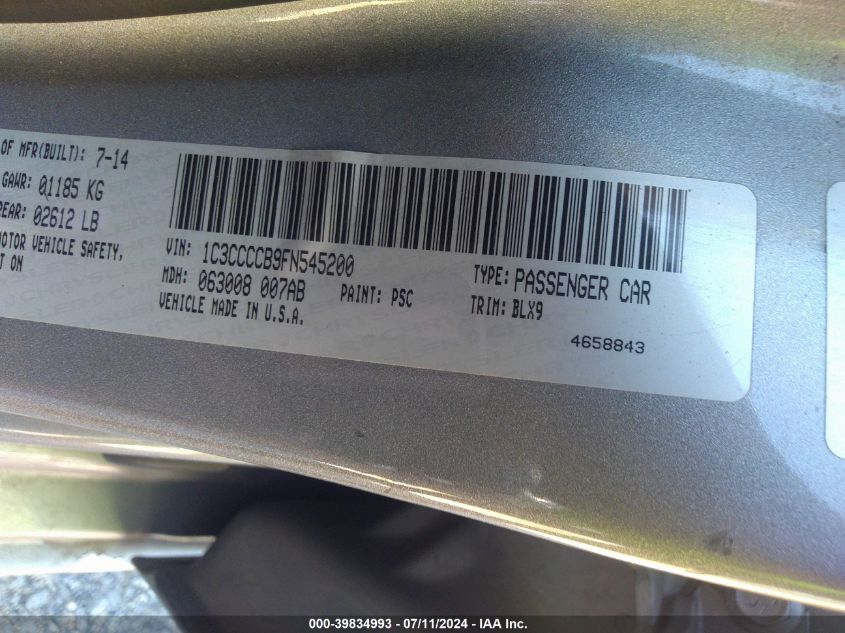 OF MFR(BUILT): 7-14
GAWR: 01185 KG
REAR: 02612 LB
MOTOR VEHICLE SAFETY,
T ON
VIN: 1C3CCCCB9FN545200
TYPE: PASSENGER CAR
MDH: 063008 007AB
PAINT: PSC
TRIM: BLX9
VEHICLE MADE IN U.S.A.
4658843
000-39834993 - 07/11/2024 - IAA Inc.